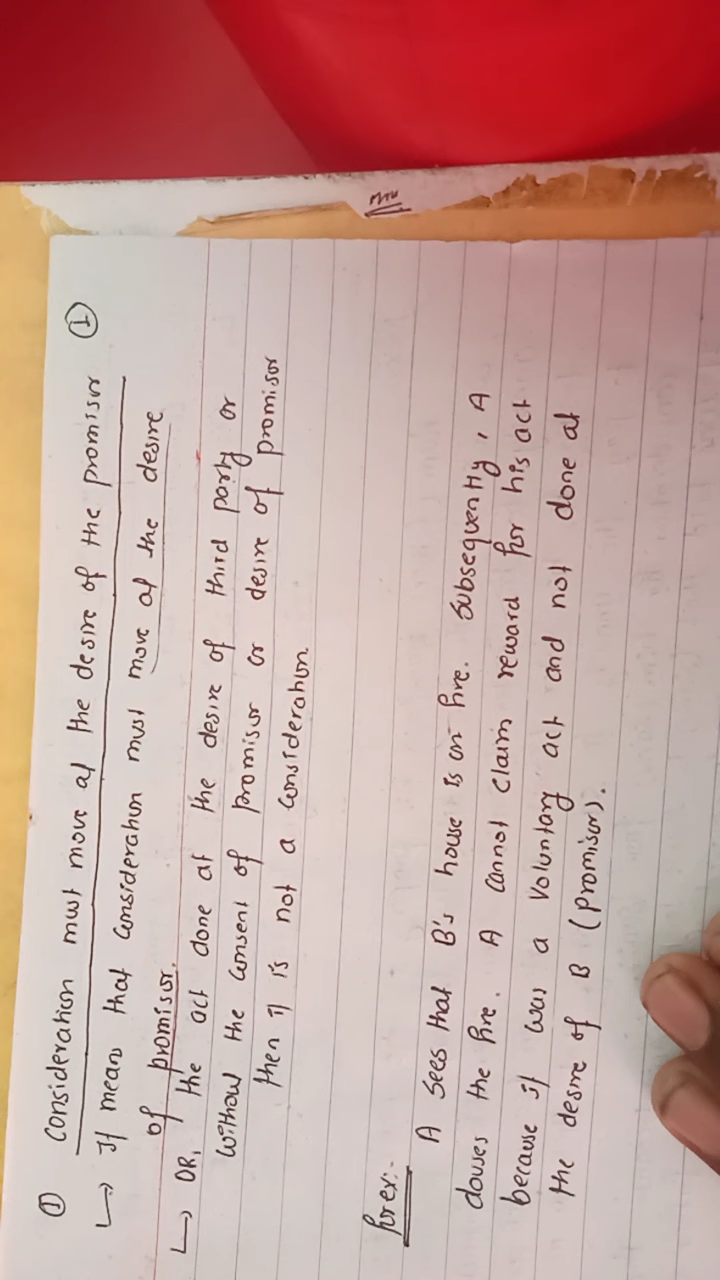 ① Consideration must move at the desire of the promisor ①
↳ It means that consideration must move at the desire
of promisor.
↳ OR, the act done at the desire of third party or
without the consent of promisor or desire of promisor
then it is not a consideration.
for ex:-
A sees that B's house is on fire. Subsequently, A
douses the fire. A cannot claim reward for his act
because it was a voluntary act and not done at
the desire of B (promisor).